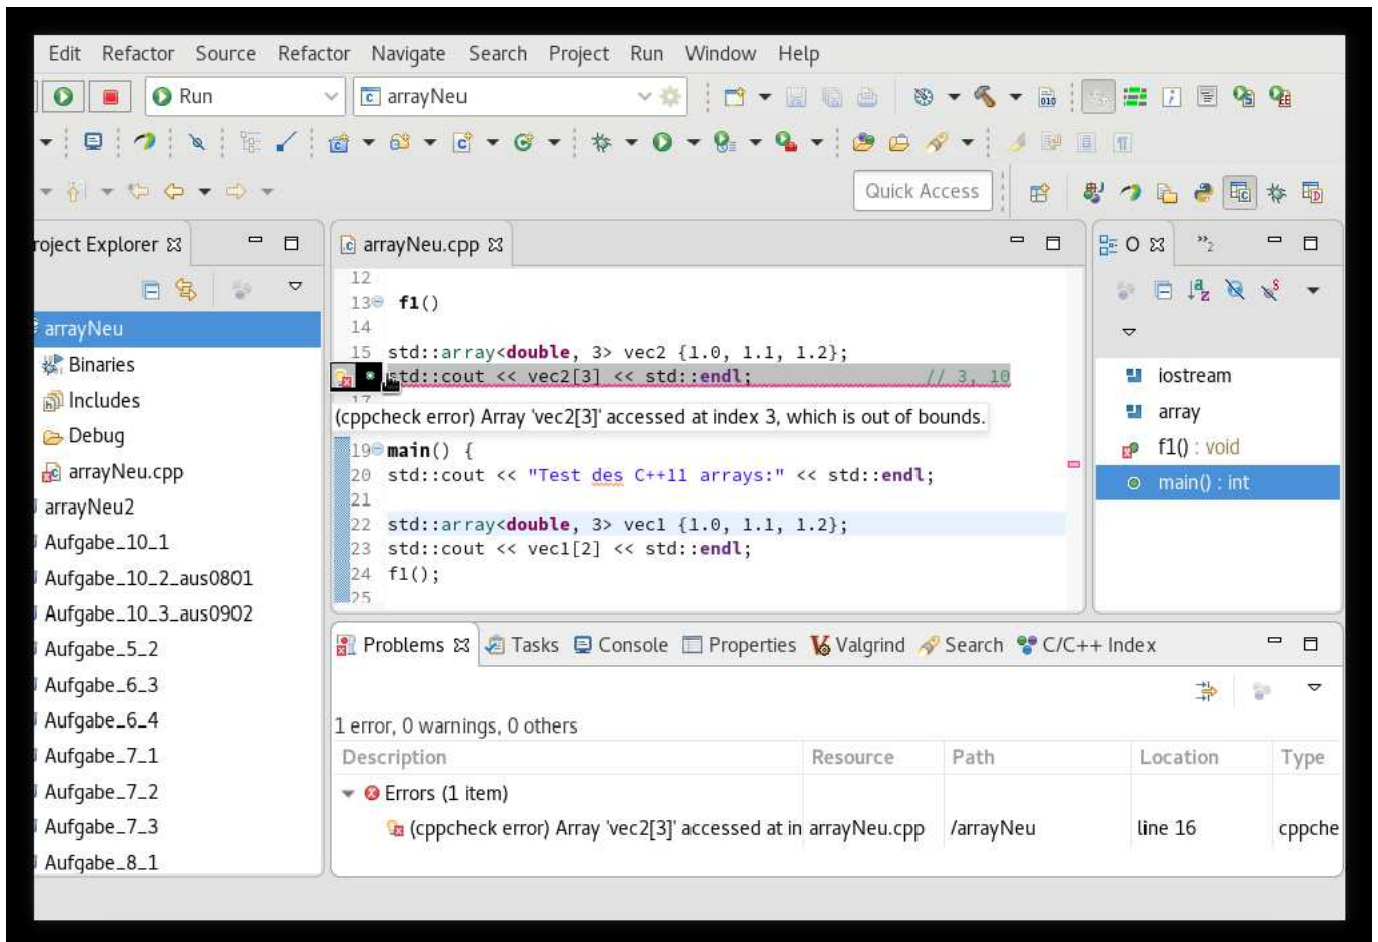 Edit Refactor Source Refactor Navigate Search Project Run Window Help
Run arrayNeu
010
Quick Access
roject Explorer
arrayNeu.cpp
O
»2
arrayNeu
Binaries
Includes
Debug
arrayNeu.cpp
arrayNeu2
Aufgabe_10_1
Aufgabe_10_2_aus0801
Aufgabe_10_3_aus0902
Aufgabe_5_2
Aufgabe_6_3
Aufgabe_6_4
Aufgabe_7_1
Aufgabe_7_2
Aufgabe_7_3
Aufgabe_8_1
12
13 f1()
14
15 std::array<double, 3> vec2 {1.0, 1.1, 1.2};
std::cout << vec2[3] << std::endl; // 3, 10
17
(cppcheck error) Array 'vec2[3]' accessed at index 3, which is out of bounds.
19 main() {
20 std::cout << "Test des C++11 arrays:" << std::endl;
21
22 std::array<double, 3> vec1 {1.0, 1.1, 1.2};
23 std::cout << vec1[2] << std::endl;
24 f1();
25
iostream
array
f1() : void
main() : int
Problems Tasks Console Properties Valgrind Search C/C++ Index
1 error, 0 warnings, 0 others
Description Resource Path Location Type
Errors (1 item)
(cppcheck error) Array 'vec2[3]' accessed at in arrayNeu.cpp /arrayNeu line 16 cppche